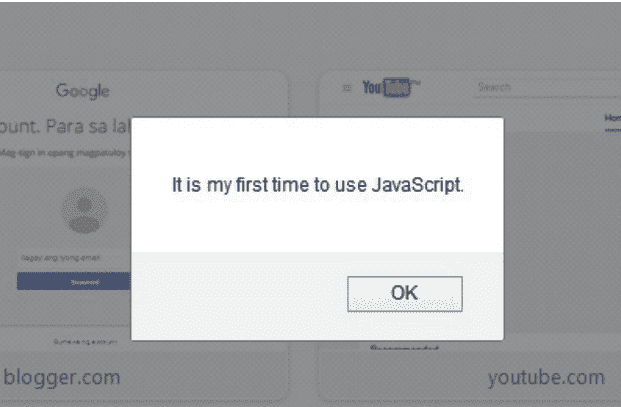 Google
You
Search
Hom
ount. Para sa la
It is my first time to use JavaScript.
OK
blogger.com
youtube.com